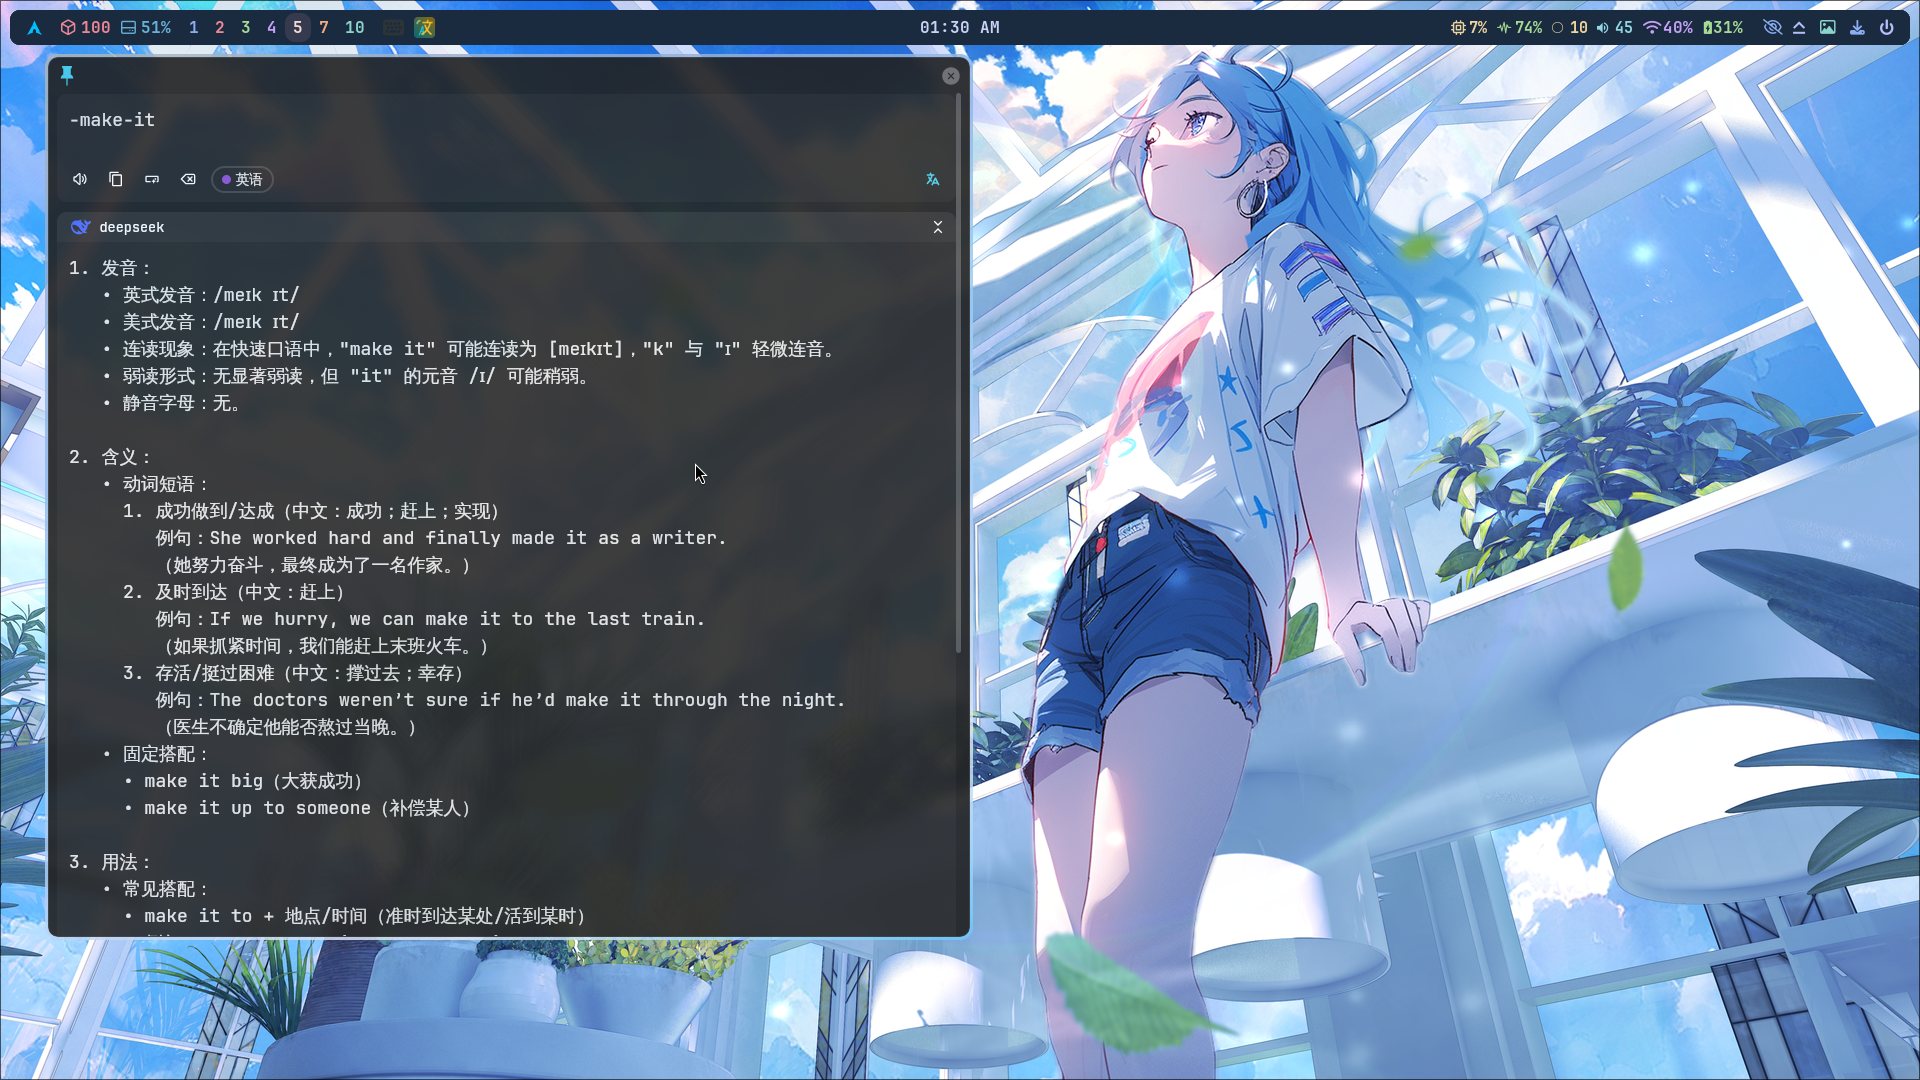 100 51% 1 2 3 4 5 7 10 文 01:30 AM 7% 74% 10 45 40% 31%
-make-it
英语
deepseek
1. 发音：
• 英式发音：/meɪk ɪt/
• 美式发音：/meɪk ɪt/
• 连读现象：在快速口语中，"make it" 可能连读为 [meɪkɪt]，"k" 与 "ɪ" 轻微连音。
• 弱读形式：无显著弱读，但 "it" 的元音 /ɪ/ 可能稍弱。
• 静音字母：无。
2. 含义：
• 动词短语：
1. 成功做到/达成（中文：成功；赶上；实现）
例句：She worked hard and finally made it as a writer.
（她努力奋斗，最终成为了一名作家。）
2. 及时到达（中文：赶上）
例句：If we hurry, we can make it to the last train.
（如果抓紧时间，我们能赶上末班火车。）
3. 存活/挺过困难（中文：撑过去；幸存）
例句：The doctors weren’t sure if he’d make it through the night.
（医生不确定他能否熬过当晚。）
• 固定搭配：
• make it big（大获成功）
• make it up to someone（补偿某人）
3. 用法：
• 常见搭配：
• make it to + 地点/时间（准时到达某处/活到某时）